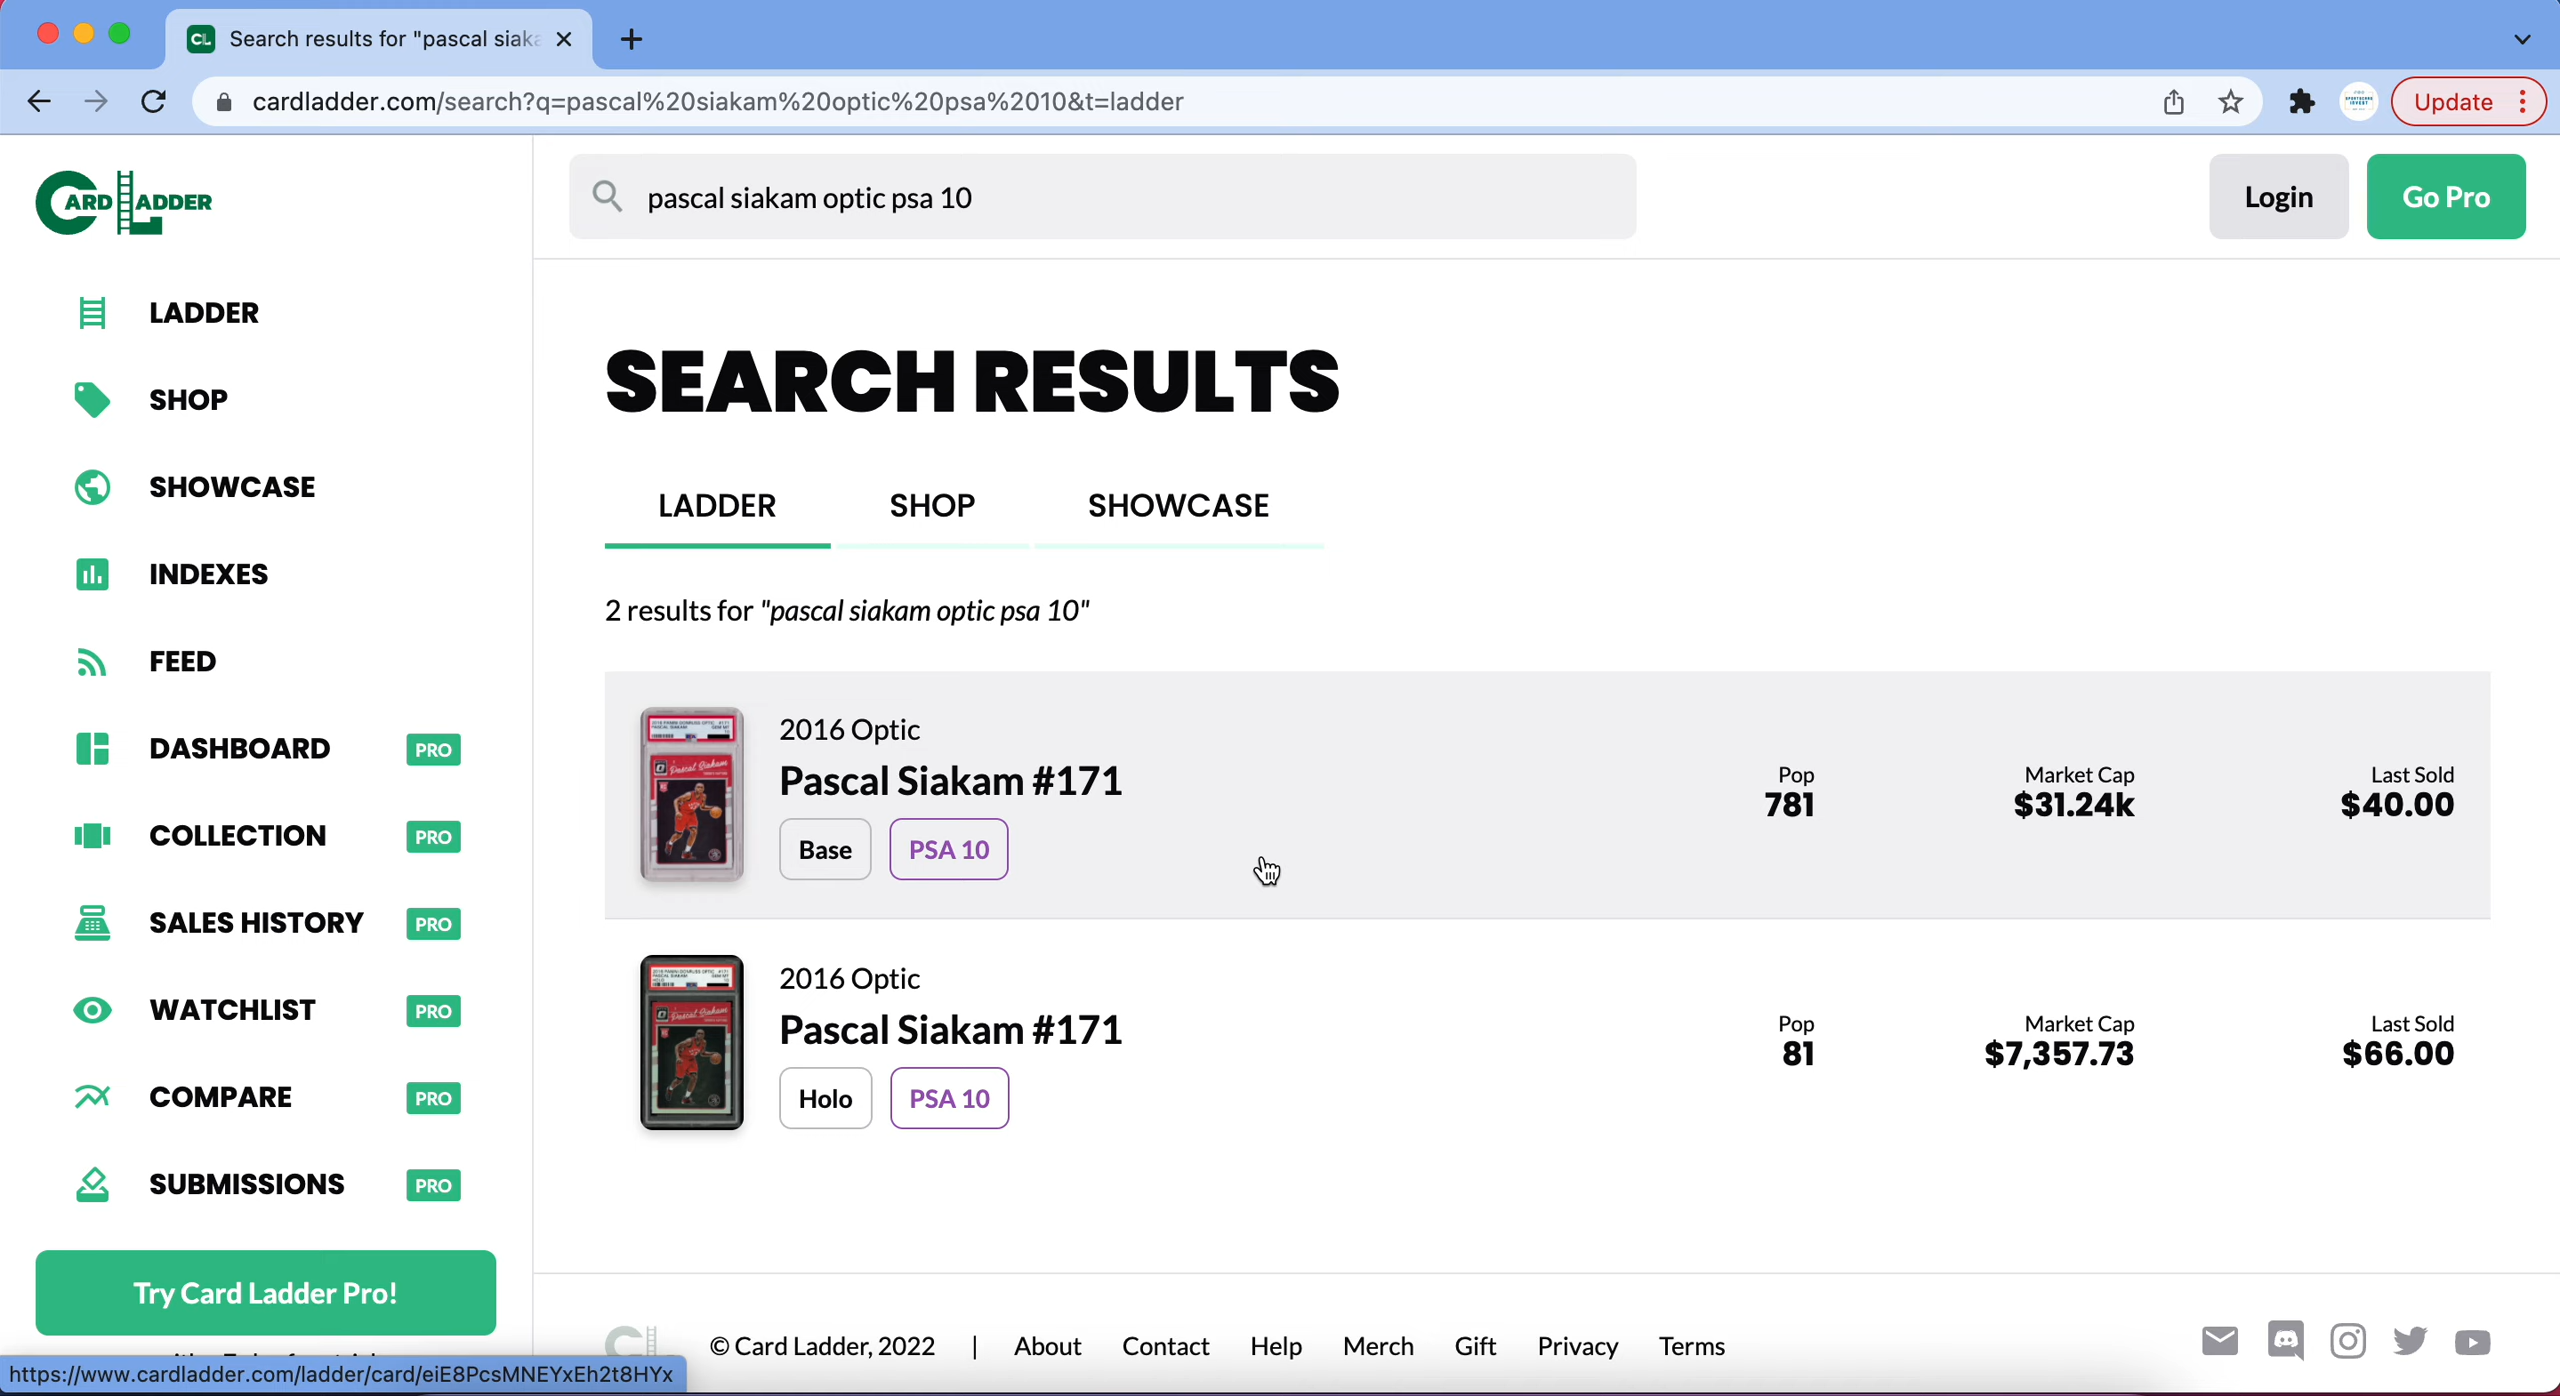 CL Search results for "pascal siaka
cardladder.com/search?q=pascal%20siakam%20optic%20psa%2010&t=ladder
Update
CARD LADDER
pascal siakam optic psa 10
Login
Go Pro
LADDER
SHOP
SHOWCASE
INDEXES
FEED
DASHBOARD PRO
COLLECTION PRO
SALES HISTORY PRO
WATCHLIST PRO
COMPARE PRO
SUBMISSIONS PRO
Try Card Ladder Pro!
SEARCH RESULTS
LADDER SHOP SHOWCASE
2 results for "pascal siakam optic psa 10"
2016 Optic
Pascal Siakam #171
Base PSA 10
Pop
781
Market Cap
$31.24k
Last Sold
$40.00
2016 Optic
Pascal Siakam #171
Holo PSA 10
Pop
81
Market Cap
$7,357.73
Last Sold
$66.00
© Card Ladder, 2022 | About Contact Help Merch Gift Privacy Terms
https://www.cardladder.com/ladder/card/eiE8PcsMNEYxEh2t8HYx